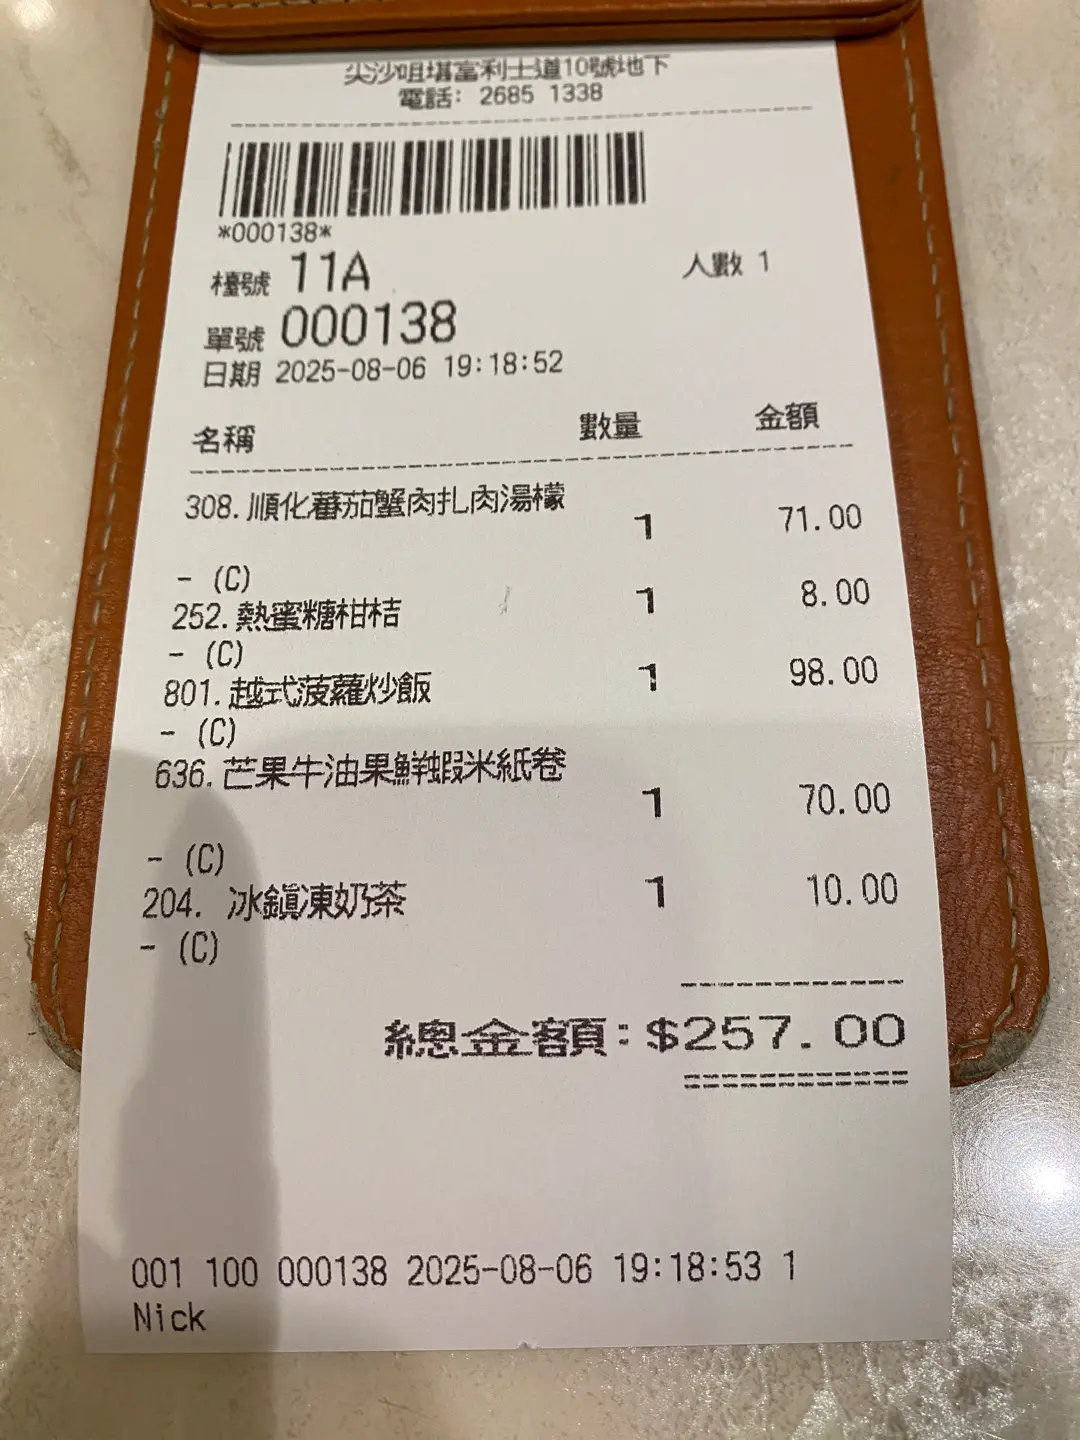 尖沙咀堪富利士道10號地下
電話: 2685 1338
*000138*
檯號 11A 人數 1
單號 000138
日期 2025-08-06 19:18:52
名稱 數量 金額
308.順化蕃茄蟹肉扎肉湯檬
1 71.00
- (C)
252.熱蜜糖柑桔 1 8.00
- (C)
801.越式菠蘿炒飯 1 98.00
- (C)
636.芒果牛油果鮮蝦米紙卷
1 70.00
- (C)
204. 冰鎮凍奶茶 1 10.00
- (C)
總金額:$257.00
001 100 000138 2025-08-06 19:18:53 1
Nick